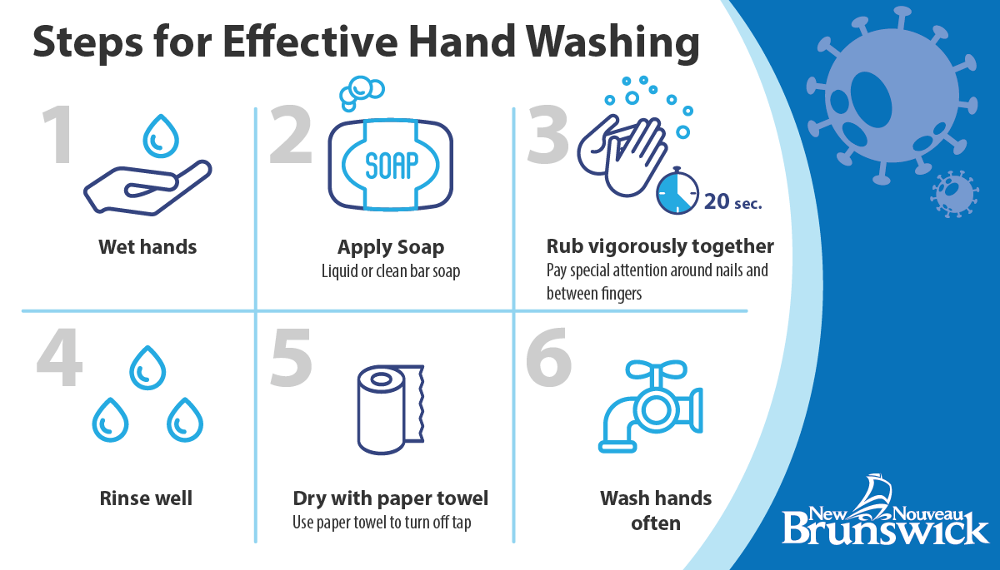 Steps for Effective Hand Washing
1
Wet hands
2
SOAP
Apply Soap
Liquid or clean bar soap
3
20 sec.
Rub vigorously together
Pay special attention around nails and
between fingers
4
Rinse well
5
Dry with paper towel
Use paper towel to turn off tap
6
Wash hands
often
New Nouveau
Brunswick